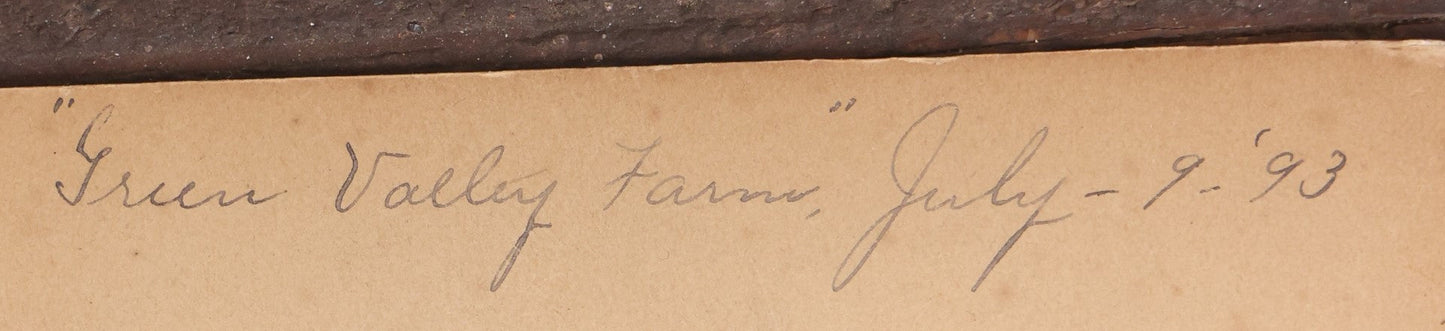 "Green Valley Farm", July - 9 - '93